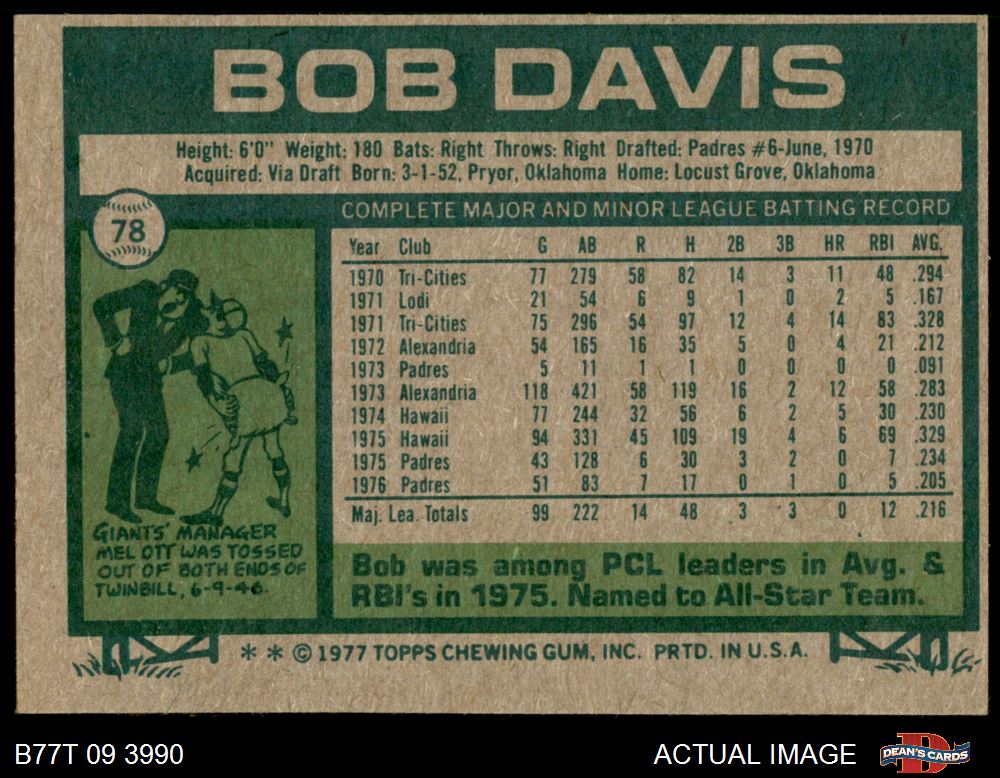 BOB DAVIS
Height: 6'0" Weight: 180 Bats: Right Throws: Right Drafted: Padres #6-June, 1970
Acquired: Via Draft Born: 3-1-52, Pryor, Oklahoma Home: Locust Grove, Oklahoma
78
COMPLETE MAJOR AND MINOR LEAGUE BATTING RECORD
Year Club G AB R H 2B 3B HR RBI AVG.
1970 Tri-Cities 77 279 58 82 14 3 11 48 .294
1971 Lodi 21 54 6 9 1 0 2 5 .167
1971 Tri-Cities 75 296 54 97 12 4 14 83 .328
1972 Alexandria 54 165 16 35 5 0 4 21 .212
1973 Padres 5 11 1 1 0 0 0 0 .091
1973 Alexandria 118 421 58 119 16 2 12 58 .283
1974 Hawaii 77 244 32 56 6 2 5 30 .230
1975 Hawaii 94 331 45 109 19 4 6 69 .329
1975 Padres 43 128 6 30 3 2 0 7 .234
1976 Padres 51 83 7 17 0 1 0 5 .205
Maj. Lea. Totals 99 222 14 48 3 3 0 12 .216
GIANTS' MANAGER
MEL OTT WAS TOSSED
OUT OF BOTH ENDS OF
TWINBILL, 6-9-46.
Bob was among PCL leaders in Avg. &
RBI's in 1975. Named to All-Star Team.
* * © 1977 TOPPS CHEWING GUM, INC. PRTD. IN U.S.A.
B77T 09 3990
ACTUAL IMAGE
D
DEAN'S CARDS